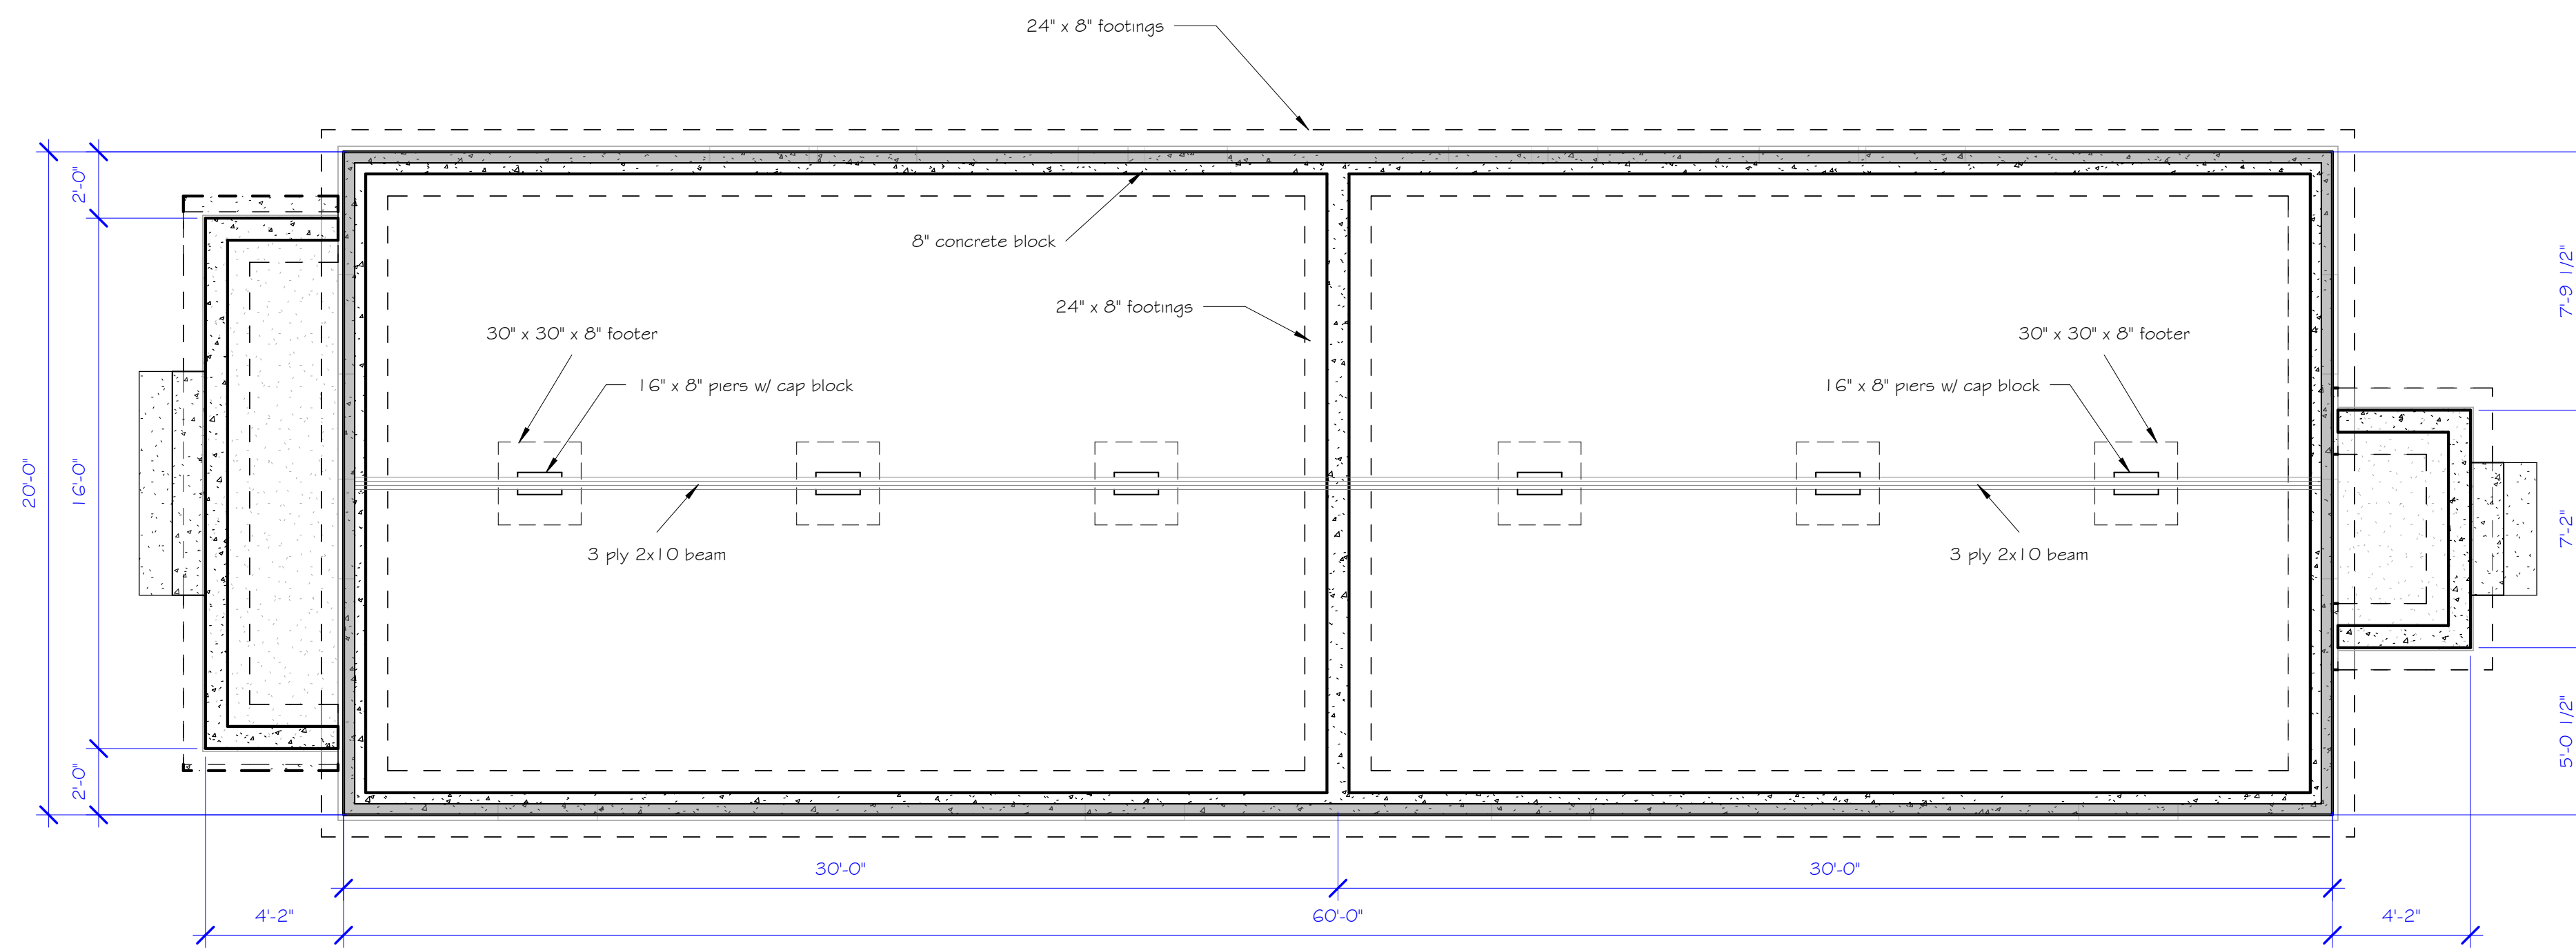 24" x 8" footings
2'-0"
8" concrete block
7'-9 1/2"
24" x 8" footings
30" x 30" x 8" footer
30" x 30" x 8" footer
16" x 8" piers w/ cap block
16" x 8" piers w/ cap block
20'-0"
16'-0"
7'-2"
3 ply 2x10 beam
3 ply 2x10 beam
5'-0 1/2"
2'-0"
30'-0"
30'-0"
4'-2"
60'-0"
4'-2"